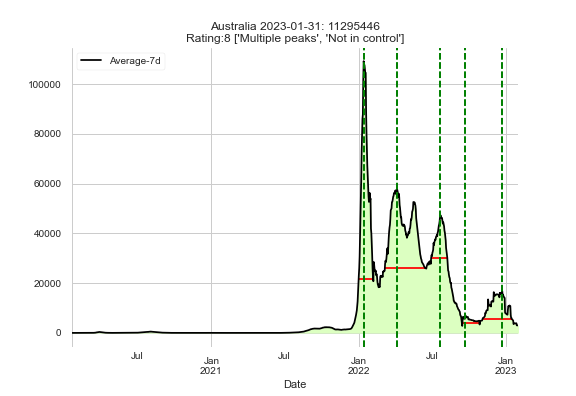 Australia 2023-01-31: 11295446
Rating:8 ['Multiple peaks', 'Not in control']
Average-7d
100000
80000
60000
40000
20000
0
Jul
Jan
2021
Jul
Jan
2022
Jul
Jan
2023
Date